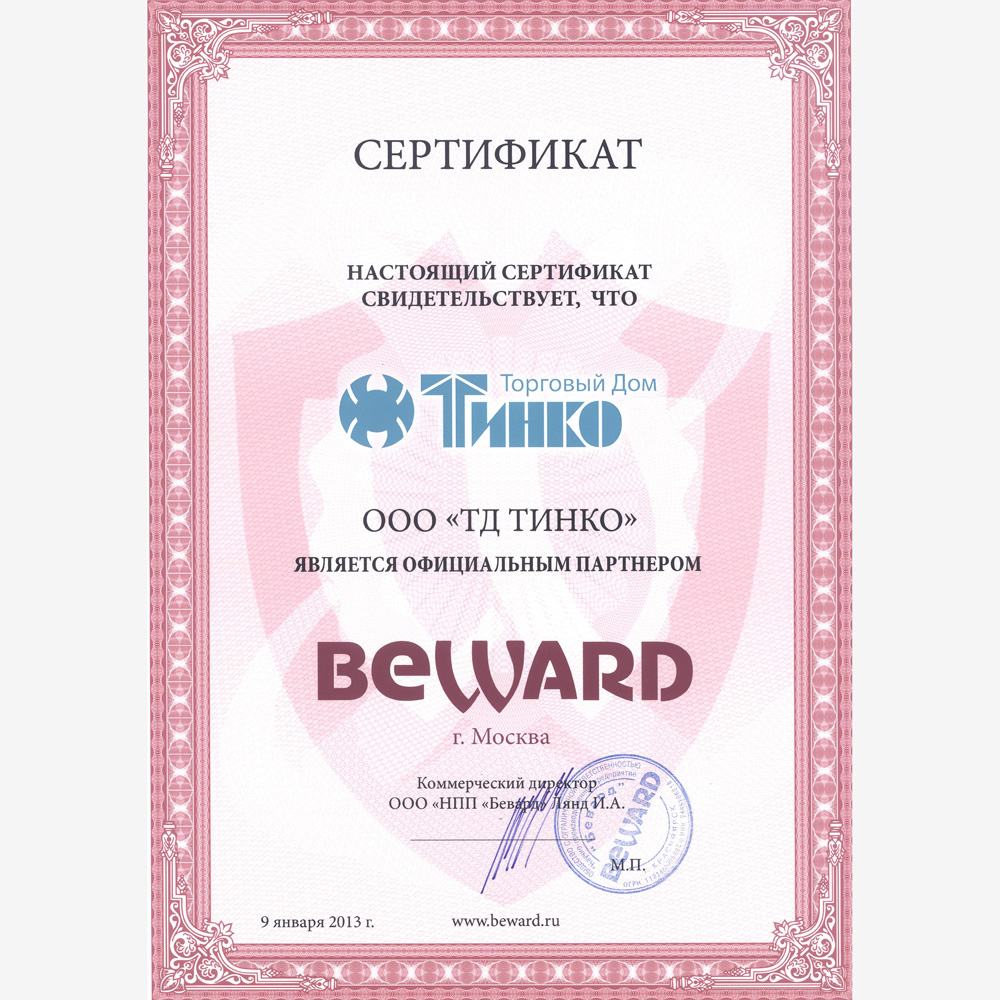 СЕРТИФИКАТ
НАСТОЯЩИЙ СЕРТИФИКАТ
СВИДЕТЕЛЬСТВУЕТ, ЧТО
Торговый Дом
ТИНКО
ООО «ТД ТИНКО»
ЯВЛЯЕТСЯ ОФИЦИАЛЬНЫМ ПАРТНЕРОМ
BEWARD
г. Москва
Коммерческий директор
ООО «НПП «Бевард» Лянд И.А.
"Бевард"
BEWARD
М.П.
9 января 2013 г.
www.beward.ru